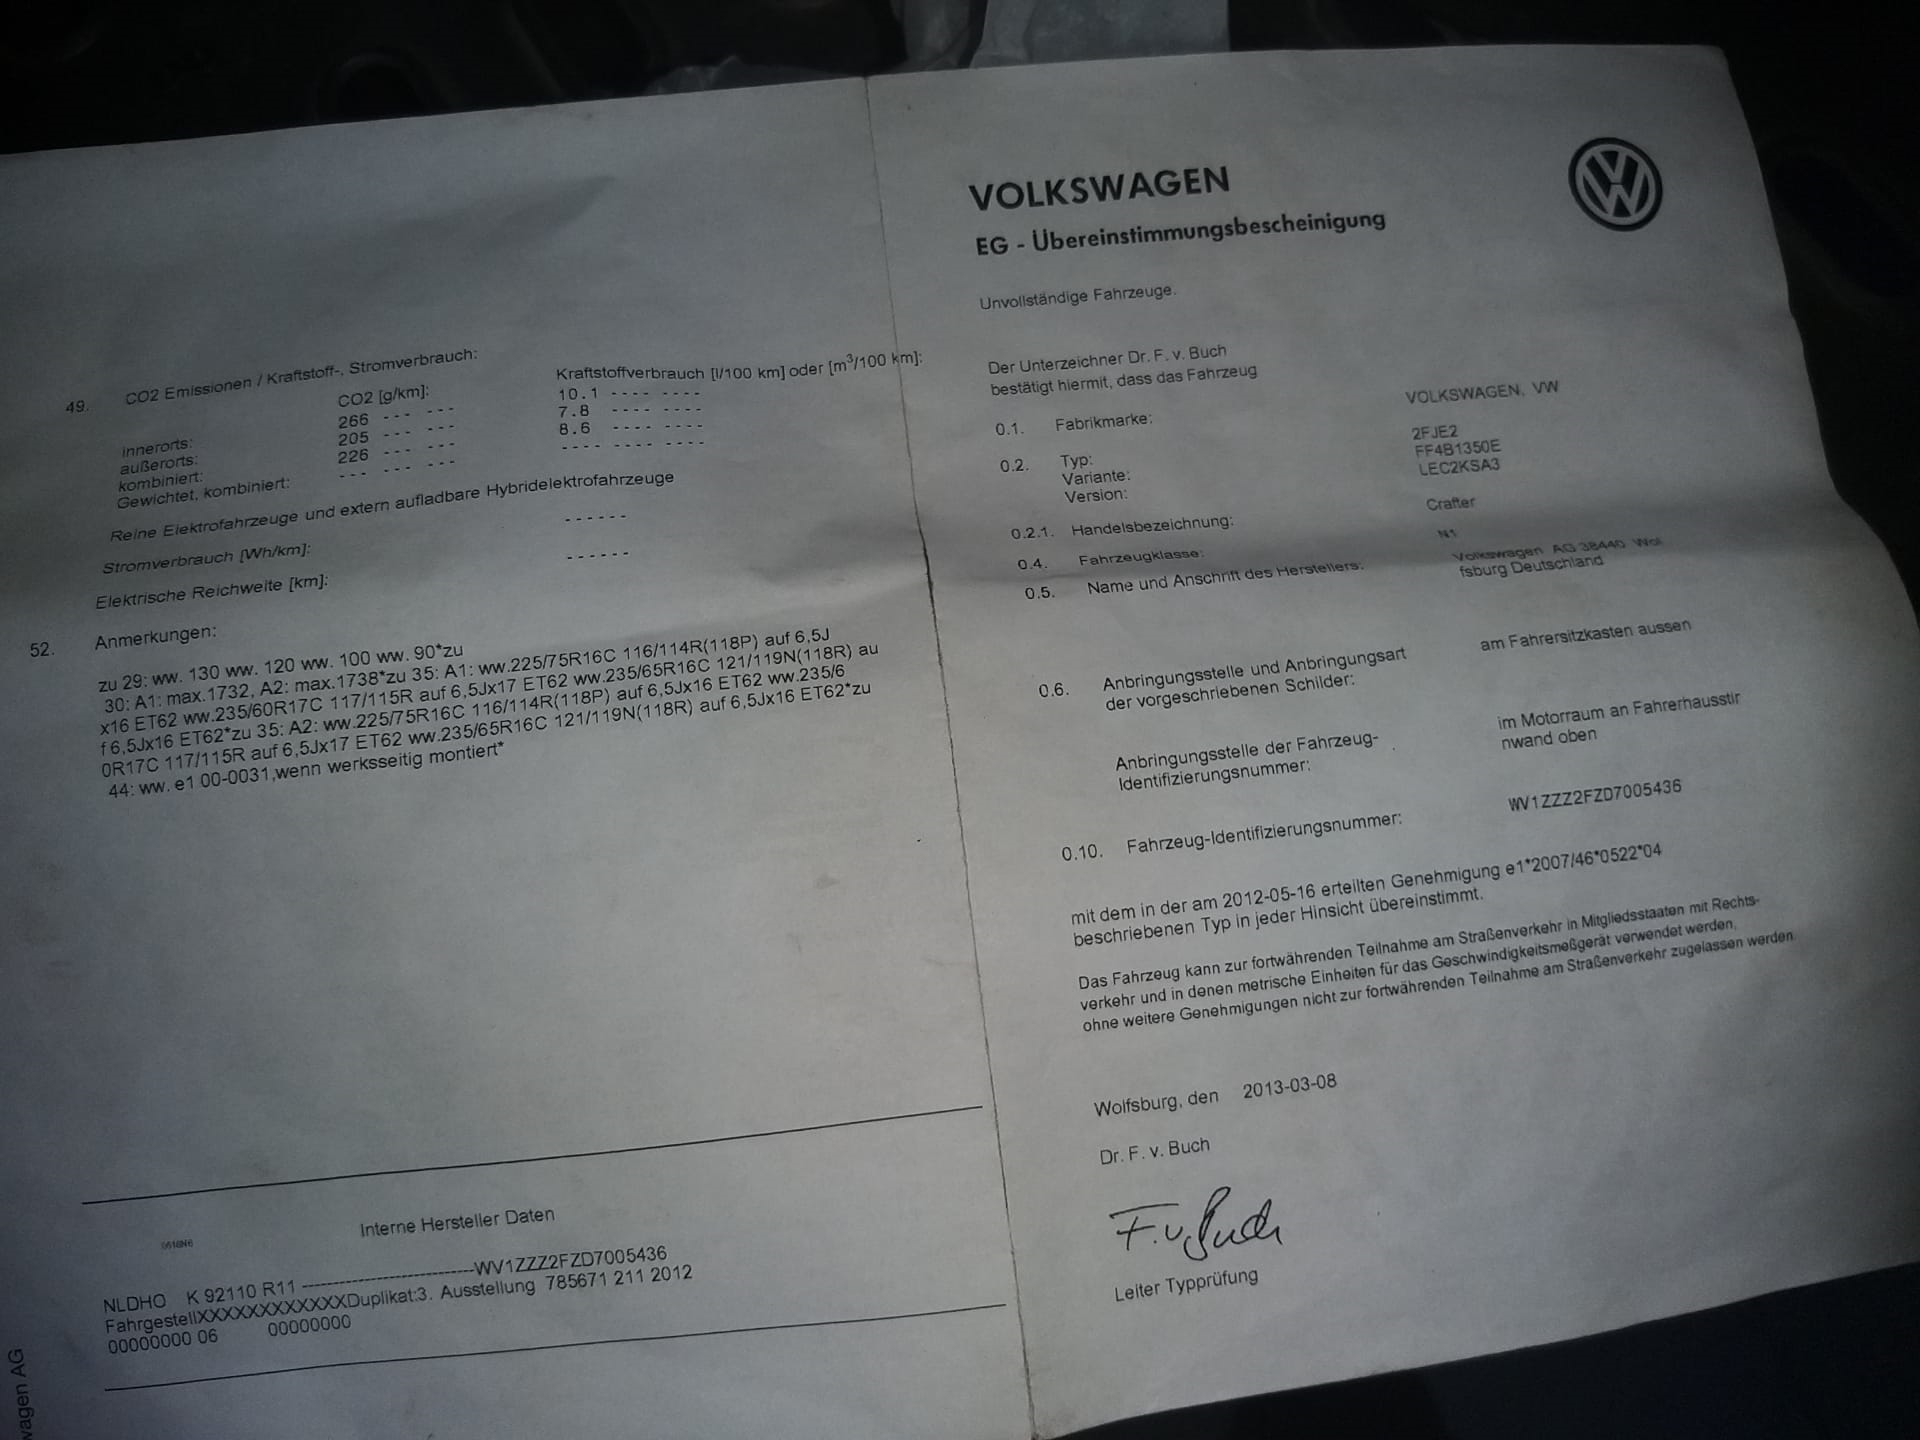 49. CO2 Emissionen / Kraftstoff-, Stromverbrauch:
CO2 [g/km]: Kraftstoffverbrauch [l/100 km] oder [m³/100 km]:
innerorts: 266 --- --- 10.1 ---- ----
außerorts: 205 --- --- 7.8 ---- ----
kombiniert: 226 --- --- 8.6 ---- ----
Gewichtet, kombiniert: --- --- ---- ---- ----
Reine Elektrofahrzeuge und extern aufladbare Hybridelektrofahrzeuge
Stromverbrauch [Wh/km]: ------
Elektrische Reichweite [km]: ------
52. Anmerkungen:
zu 29: ww. 130 ww. 120 ww. 100 ww. 90*zu
30: A1: max.1732, A2: max.1738*zu 35: A1: ww.225/75R16C 116/114R(118P) auf 6,5J
x16 ET62 ww.235/60R17C 117/115R auf 6,5Jx17 ET62 ww.235/65R16C 121/119N(118R) au
f 6,5Jx16 ET62*zu 35: A2: ww.225/75R16C 116/114R(118P) auf 6,5Jx16 ET62 ww.235/6
0R17C 117/115R auf 6,5Jx17 ET62 ww.235/65R16C 121/119N(118R) auf 6,5Jx16 ET62*zu
44: ww. e1 00-0031,wenn werksseitig montiert*
Interne Hersteller Daten
NLDHO K 92110 R11 -----------------------------WV1ZZZ2FZD7005436
FahrgestellXXXXXXXXXXXXXDuplikat:3. Ausstellung 785671 211 2012
00000000 06 00000000
wagen AG
VOLKSWAGEN
EG - Übereinstimmungsbescheinigung
Unvollständige Fahrzeuge.
Der Unterzeichner Dr. F. v. Buch
bestätigt hiermit, dass das Fahrzeug
0.1. Fabrikmarke: VOLKSWAGEN, VW
0.2. Typ: 2FJE2
Variante: FF4B1350E
Version: LEC2KSA3
0.2.1. Handelsbezeichnung: Crafter
0.4. Fahrzeugklasse: N1
0.5. Name und Anschrift des Herstellers: Volkswagen AG 38440 Wol
fsburg Deutschland
0.6. Anbringungsstelle und Anbringungsart am Fahrersitzkasten aussen
der vorgeschriebenen Schilder:
Anbringungsstelle der Fahrzeug- im Motorraum an Fahrerhausstir
Identifizierungsnummer: nwand oben
0.10. Fahrzeug-Identifizierungsnummer: WV1ZZZ2FZD7005436
mit dem in der am 2012-05-16 erteilten Genehmigung e1*2007/46*0522*04
beschriebenen Typ in jeder Hinsicht übereinstimmt.
Das Fahrzeug kann zur fortwährenden Teilnahme am Straßenverkehr in Mitgliedsstaaten mit Rechts-
verkehr und in denen metrische Einheiten für das Geschwindigkeitsmeßgerät verwendet werden,
ohne weitere Genehmigungen nicht zur fortwährenden Teilnahme am Straßenverkehr zugelassen werden.
Wolfsburg, den 2013-03-08
Dr. F. v. Buch
F. v. Buch
Leiter Typprüfung